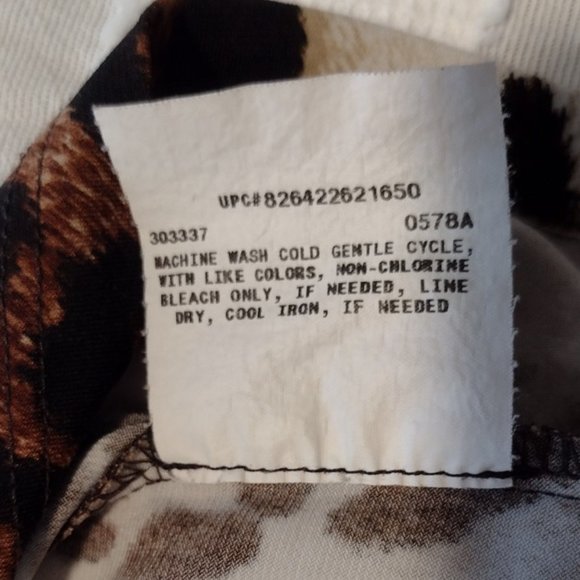 UPC#826422621650
303337 0578A
MACHINE WASH COLD GENTLE CYCLE,
WITH LIKE COLORS, NON-CHLORINE
BLEACH ONLY, IF NEEDED, LINE
DRY, COOL IRON, IF NEEDED